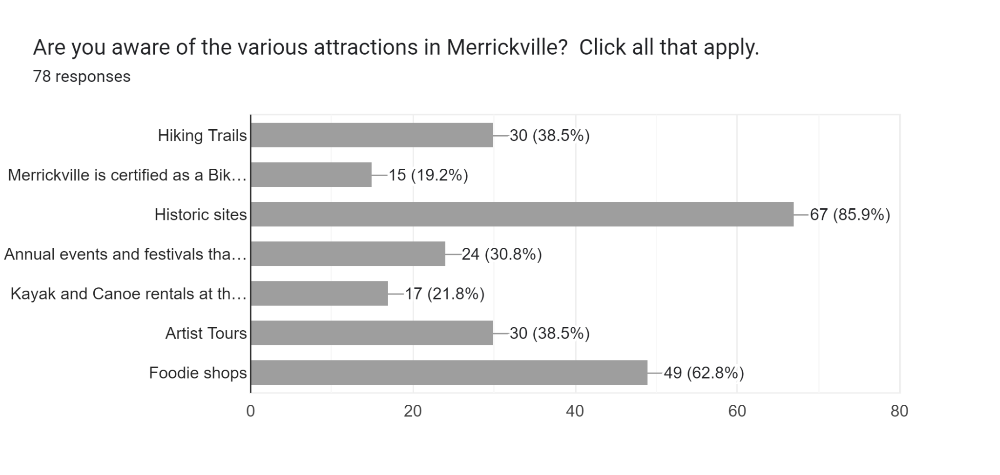 Are you aware of the various attractions in Merrickville?  Click all that apply.
78 responses
Hiking Trails 30 (38.5%)
Merrickville is certified as a Bik… 15 (19.2%)
Historic sites 67 (85.9%)
Annual events and festivals tha… 24 (30.8%)
Kayak and Canoe rentals at th… 17 (21.8%)
Artist Tours 30 (38.5%)
Foodie shops 49 (62.8%)
0 20 40 60 80